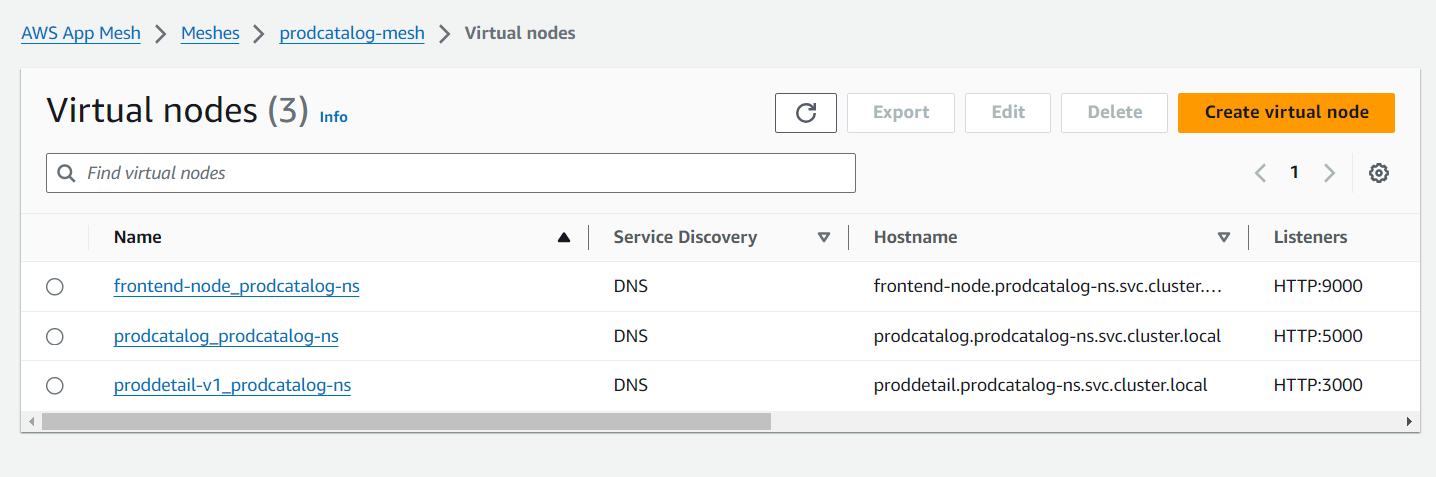 AWS App Mesh > Meshes > prodcatalog-mesh > Virtual nodes
Virtual nodes (3) Info
Export Edit Delete Create virtual node
Find virtual nodes
1
Name Service Discovery Hostname Listeners
frontend-node_prodcatalog-ns DNS frontend-node.prodcatalog-ns.svc.cluster.... HTTP:9000
prodcatalog_prodcatalog-ns DNS prodcatalog.prodcatalog-ns.svc.cluster.local HTTP:5000
proddetail-v1_prodcatalog-ns DNS proddetail.prodcatalog-ns.svc.cluster.local HTTP:3000